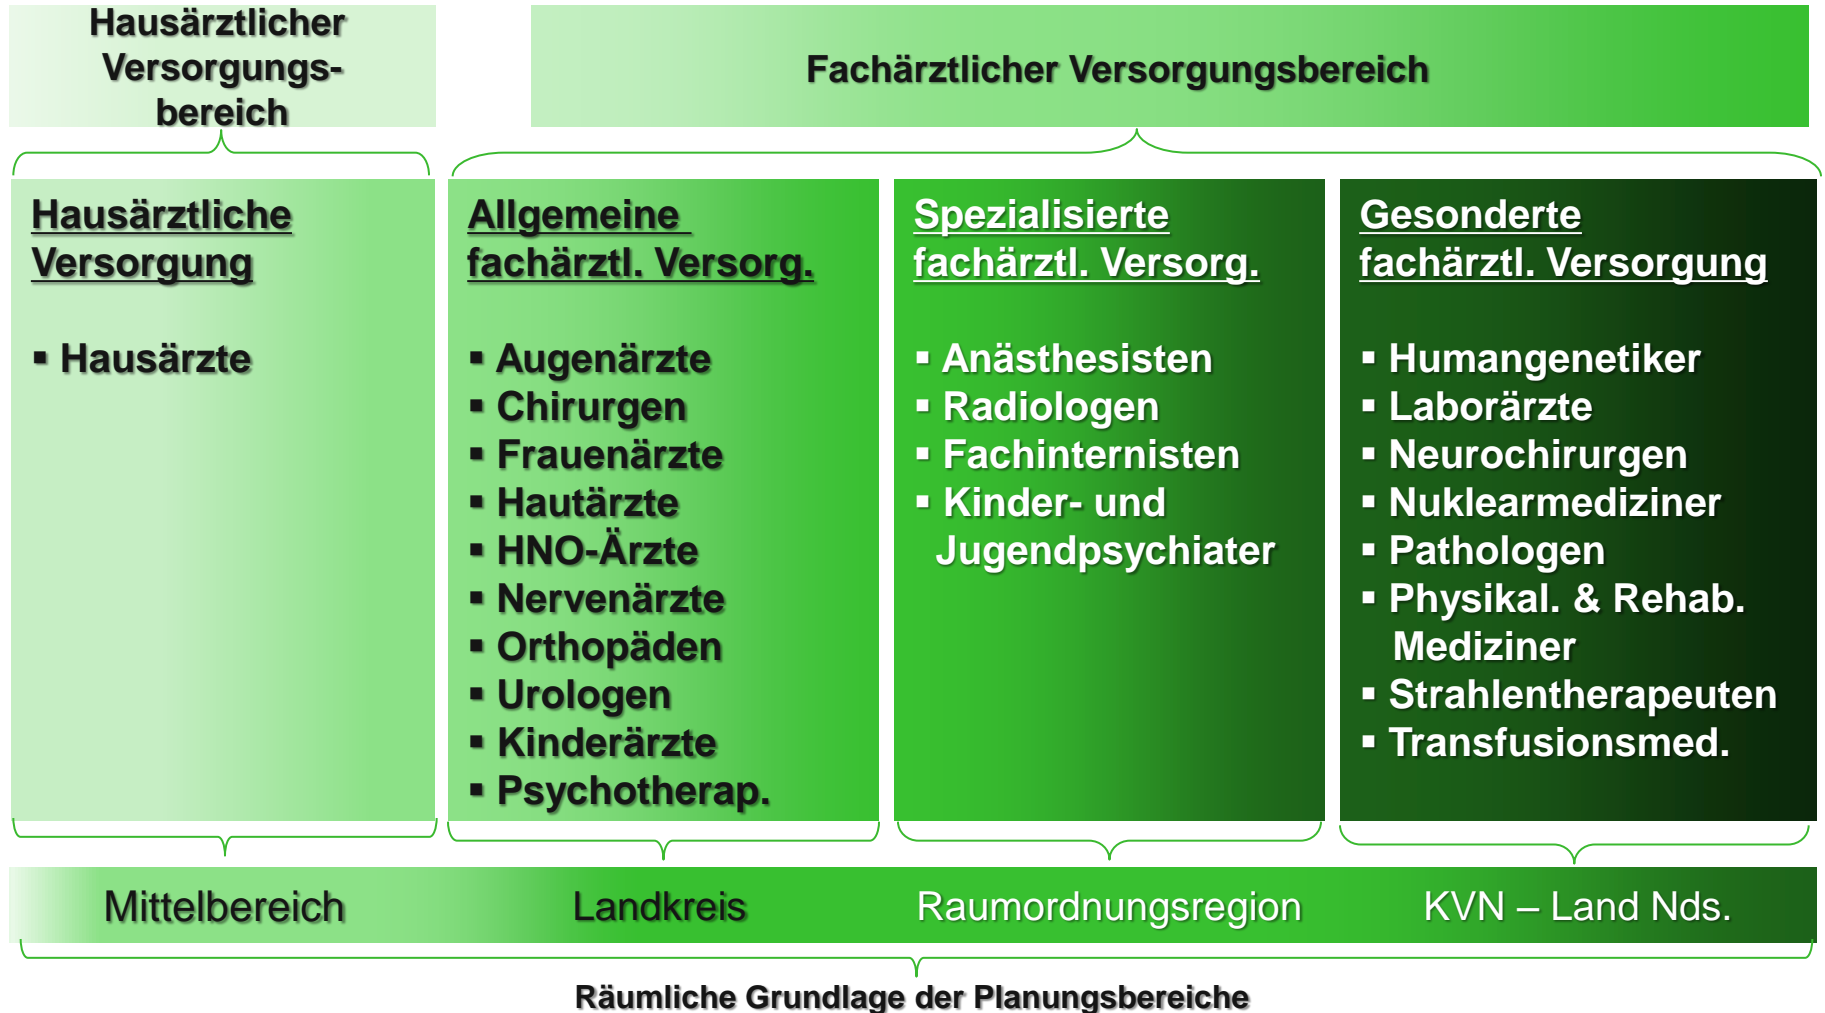 Hausärztlicher
Versorgungs-
bereich
Fachärztlicher Versorgungsbereich
Hausärztliche
Versorgung
▪ Hausärzte
Allgemeine
fachärztl. Versorg.
▪ Augenärzte
▪ Chirurgen
▪ Frauenärzte
▪ Hautärzte
▪ HNO-Ärzte
▪ Nervenärzte
▪ Orthopäden
▪ Urologen
▪ Kinderärzte
▪ Psychotherap.
Spezialisierte
fachärztl. Versorg.
▪ Anästhesisten
▪ Radiologen
▪ Fachinternisten
▪ Kinder- und
Jugendpsychiater
Gesonderte
fachärztl. Versorgung
▪ Humangenetiker
▪ Laborärzte
▪ Neurochirurgen
▪ Nuklearmediziner
▪ Pathologen
▪ Physikal. & Rehab.
Mediziner
▪ Strahlentherapeuten
▪ Transfusionsmed.
Mittelbereich
Landkreis
Raumordnungsregion
KVN – Land Nds.
Räumliche Grundlage der Planungsbereiche